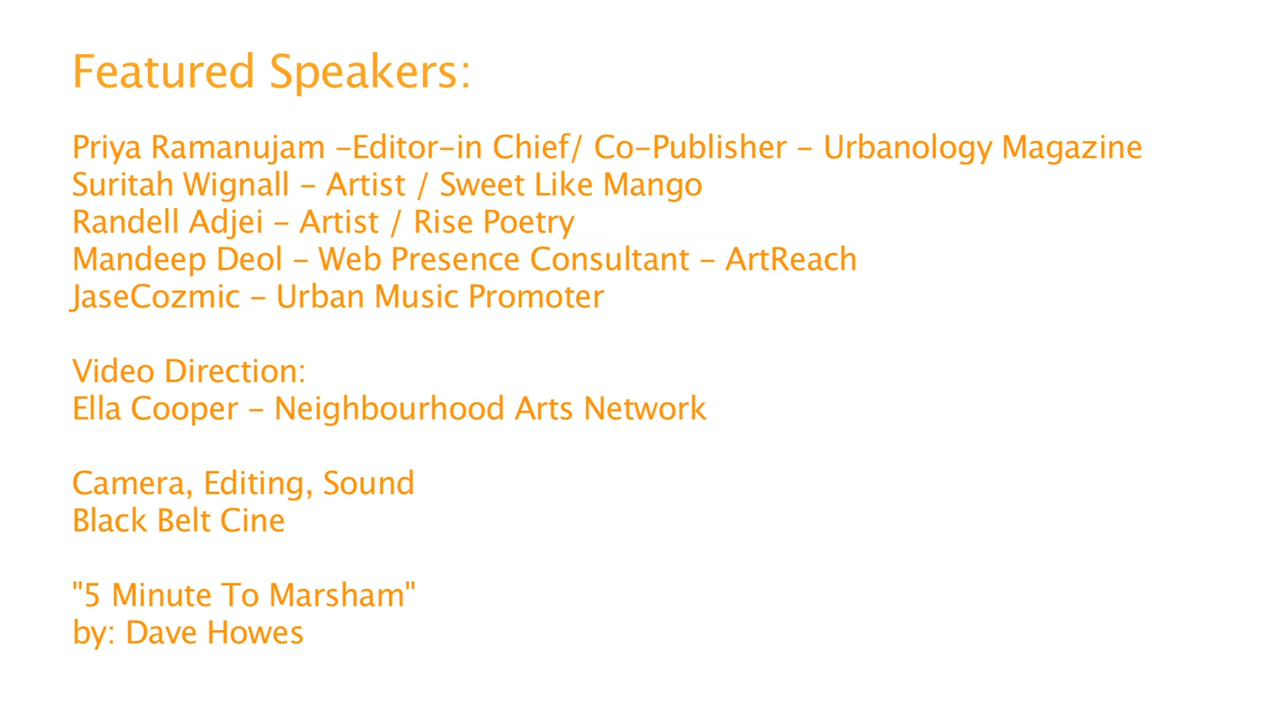 Featured Speakers:
Priya Ramanujam -Editor-in Chief/ Co-Publisher - Urbanology Magazine
Suritah Wignall - Artist / Sweet Like Mango
Randell Adjei - Artist / Rise Poetry
Mandeep Deol - Web Presence Consultant - ArtReach
JaseCozmic - Urban Music Promoter
Video Direction:
Ella Cooper - Neighbourhood Arts Network
Camera, Editing, Sound
Black Belt Cine
"5 Minute To Marsham"
by: Dave Howes